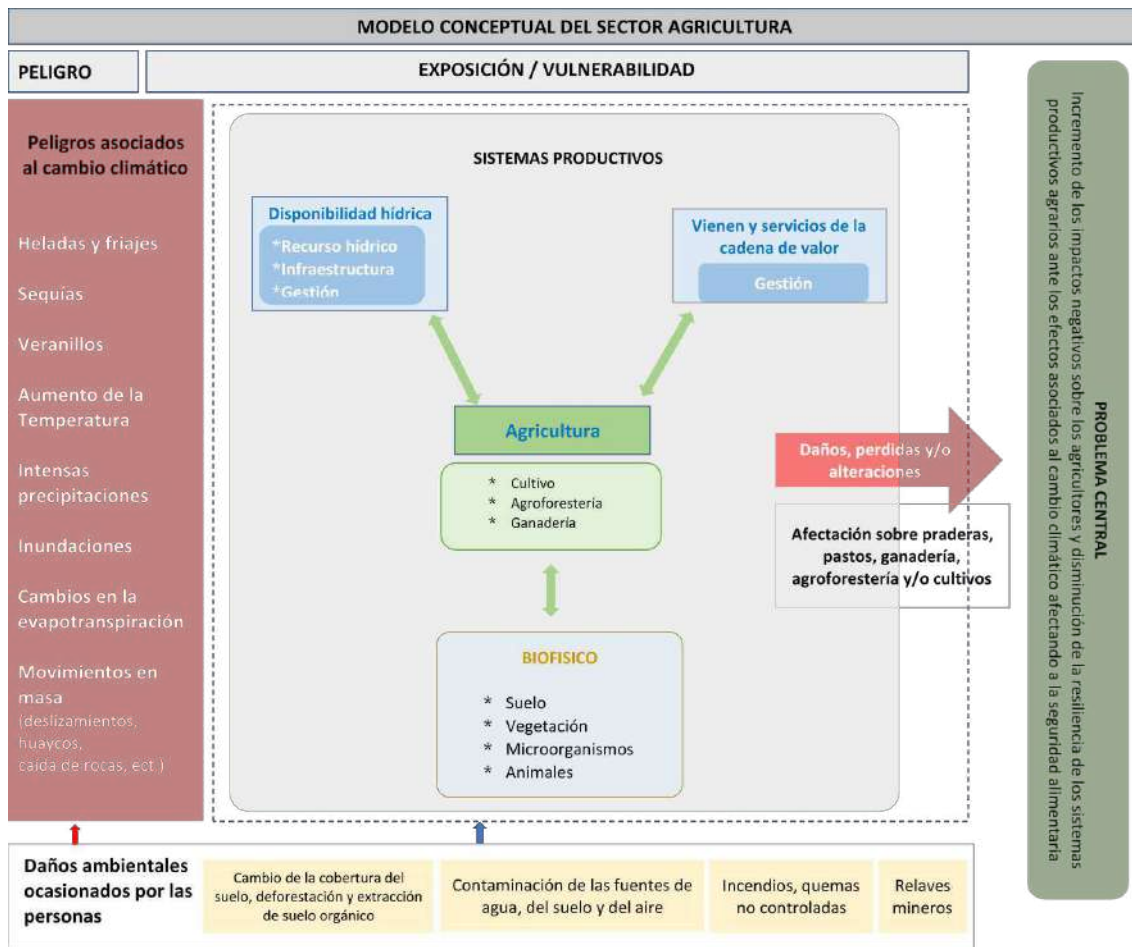 MODELO CONCEPTUAL DEL SECTOR AGRICULTURA
PELIGRO
EXPOSICIÓN / VULNERABILIDAD
Peligros asociados
al cambio climático
Heladas y friajes
Sequías
Veranillos
Aumento de la
Temperatura
Intensas
precipitaciones
Inundaciones
Cambios en la
evapotranspiración
Movimientos en
masa
(deslizamientos,
huaycos,
caída de rocas, ect.)
SISTEMAS PRODUCTIVOS
Disponibilidad hídrica
*Recurso hídrico
*Infraestructura
*Gestión
Vienen y servicios de la
cadena de valor
Gestión
Agricultura
* Cultivo
* Agroforestería
* Ganadería
BIOFISICO
* Suelo
* Vegetación
* Microorganismos
* Animales
Daños, perdidas y/o
alteraciones
Afectación sobre praderas,
pastos, ganadería,
agroforestería y/o cultivos
PROBLEMA CENTRAL
Incremento de los impactos negativos sobre los agricultores y disminución de la resiliencia de los sistemas
productivos agrarios ante los efectos asociados al cambio climático afectando a la seguridad alimentaria
Daños ambientales
ocasionados por las
personas
Cambio de la cobertura del
suelo, deforestación y extracción
de suelo orgánico
Contaminación de las fuentes de
agua, del suelo y del aire
Incendios, quemas
no controladas
Relaves
mineros